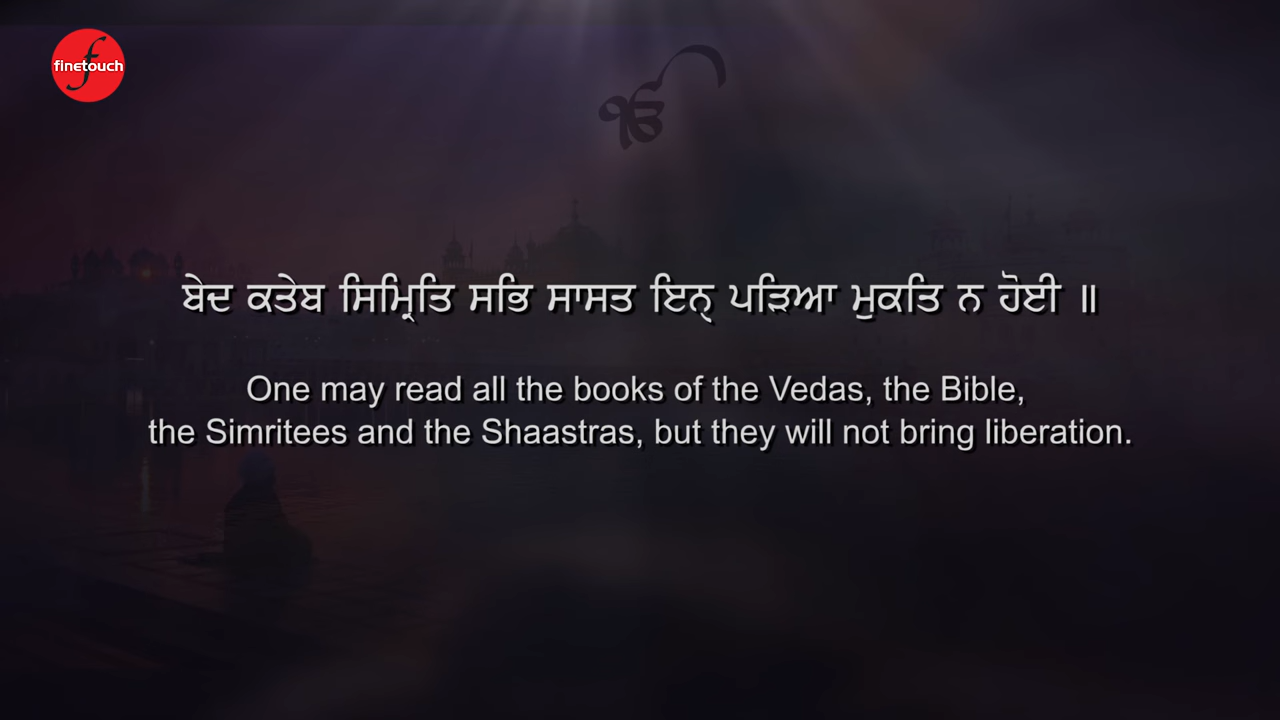 finetouch
ੴ
ਬੇਦ ਕਤੇਬ ਸਿਮ੍ਰਿਤਿ ਸਭਿ ਸਾਸਤ ਇਨ੍ ਪੜਿਆ ਮੁਕਤਿ ਨ ਹੋਈ ॥
One may read all the books of the Vedas, the Bible,
the Simritees and the Shaastras, but they will not bring liberation.